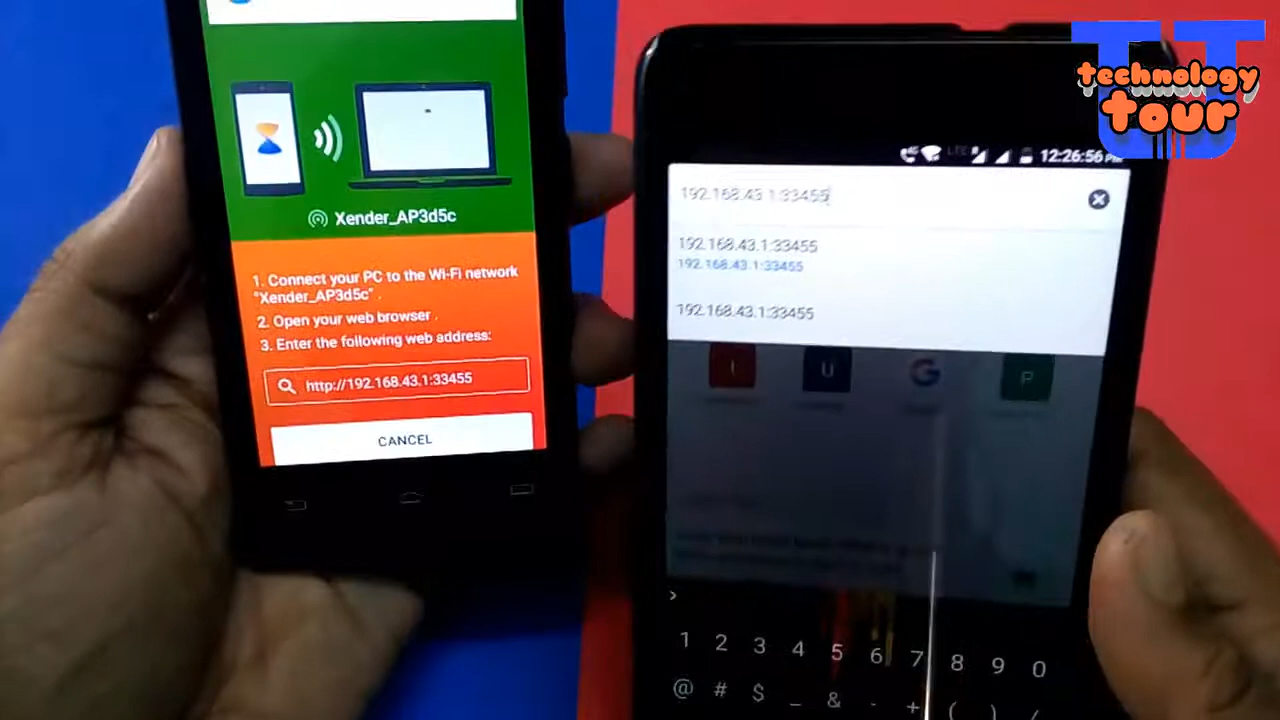 Xender_AP3d5c
1. Connect your PC to the Wi-Fi network
"Xender_AP3d5c" .
2. Open your web browser .
3. Enter the following web address:
http://192.168.43.1:33455
CANCEL
technology
tour
LTE
12:26:56 PM
192.168.43.1:33455
192.168.43.1:33455
192.168.43.1:33455
192.168.43.1:33455
I U G P
1 2 3 4 5 6 7 8 9 0
@ # $ _ & - + ( ) /